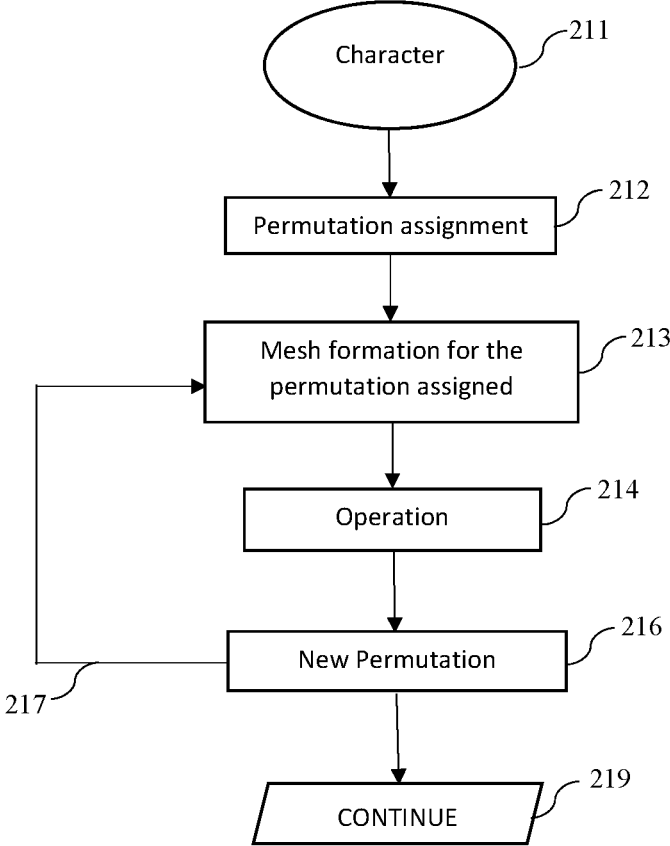 Character
211
Permutation assignment
212
Mesh formation for the
permutation assigned
213
Operation
214
New Permutation
216
217
CONTINUE
219